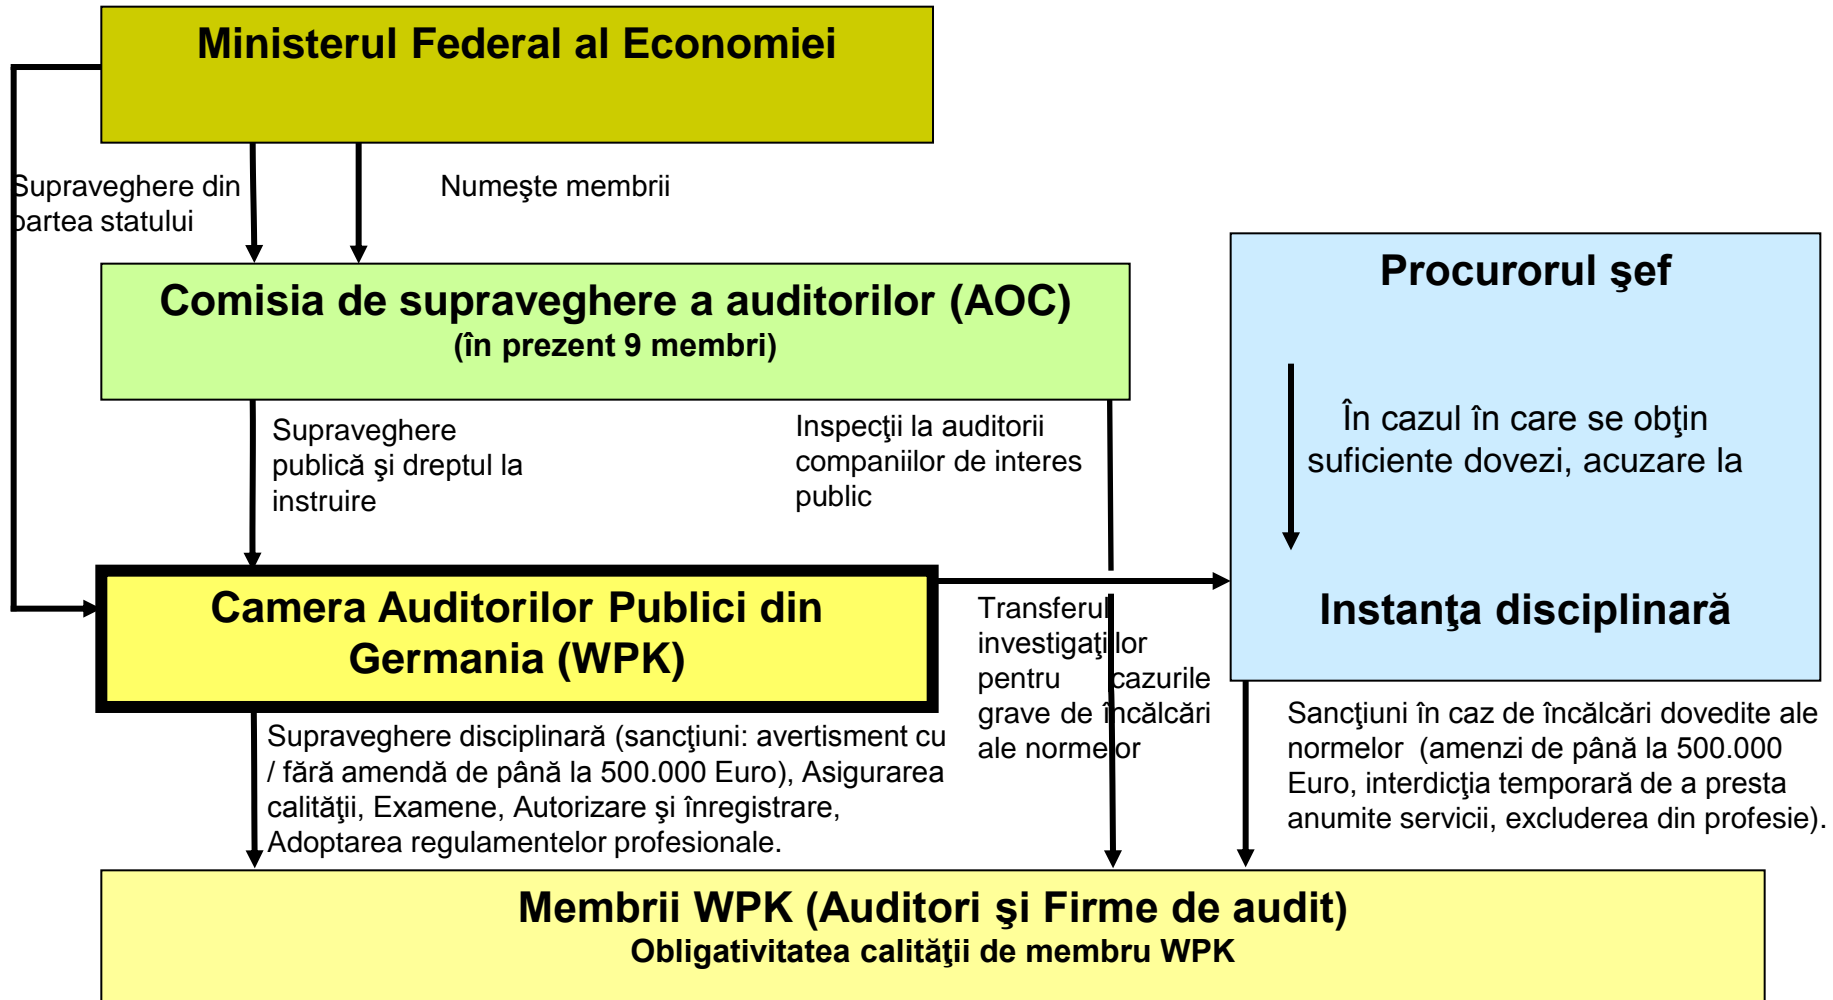 Ministerul Federal al Economiei
Supraveghere din
partea statului
Numeşte membrii
Comisia de supraveghere a auditorilor (AOC)
(în prezent 9 membri)
Procurorul şef
În cazul în care se obţin
suficiente dovezi, acuzare la
Instanţa disciplinară
Supraveghere
publică şi dreptul la
instruire
Inspecţii la auditorii
companiilor de interes
public
Camera Auditorilor Publici din
Germania (WPK)
Transferul
investigaţiilor
pentru cazurile
grave de încălcări
ale normelor
Supraveghere disciplinară (sancţiuni: avertisment cu
/ fără amendă de până la 500.000 Euro), Asigurarea
calităţii, Examene, Autorizare şi înregistrare,
Adoptarea regulamentelor profesionale.
Sancţiuni în caz de încălcări dovedite ale
normelor (amenzi de până la 500.000
Euro, interdicţia temporară de a presta
anumite servicii, excluderea din profesie).
Membrii WPK (Auditori şi Firme de audit)
Obligativitatea calităţii de membru WPK